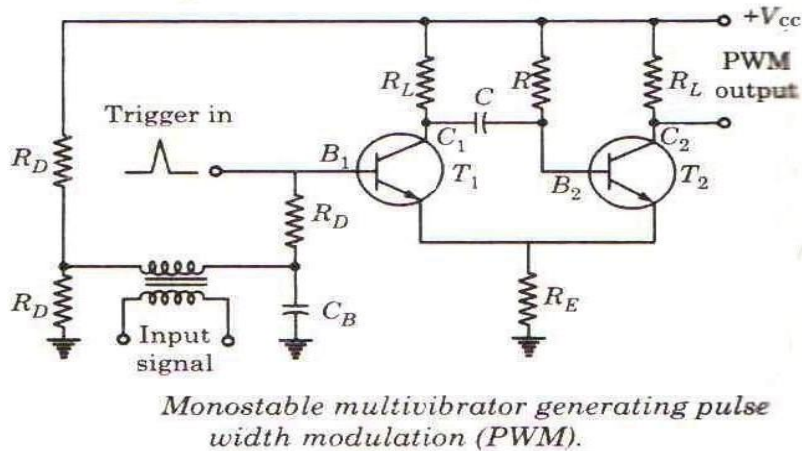 +Vcc
PWM
output
RL
C
R
RL
Trigger in
RD
B1
C1
T1
B2
C2
T2
RD
RD
CB
RE
Input
signal
Monostable multivibrator generating pulse
width modulation (PWM).